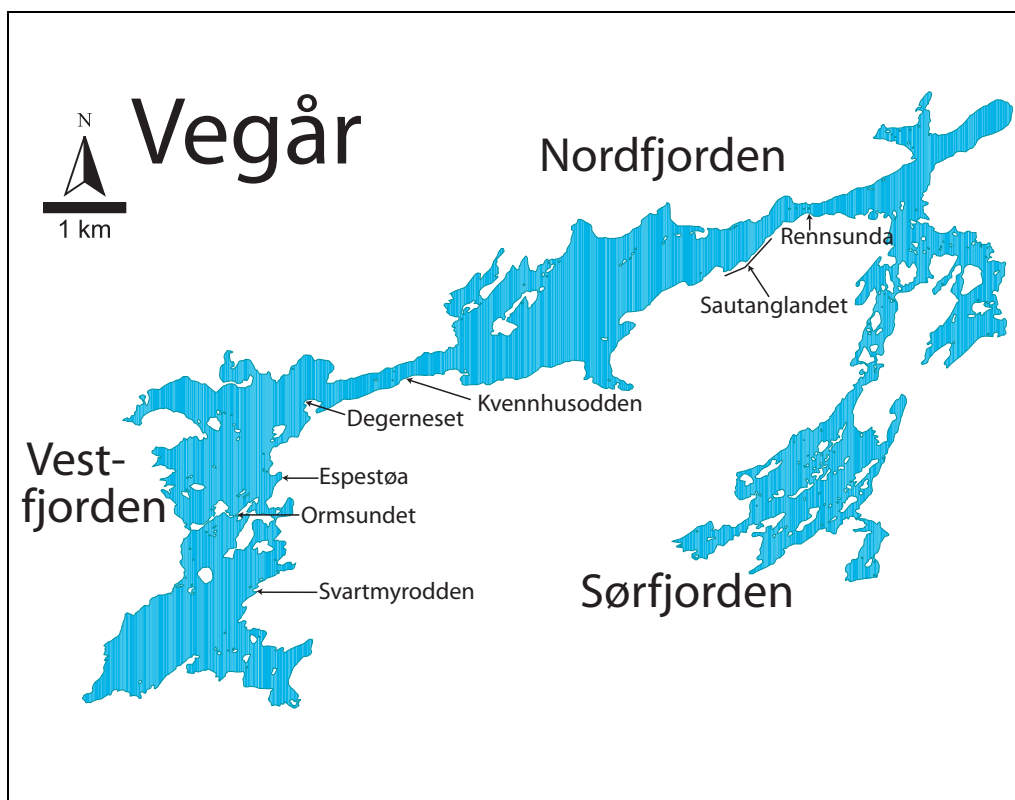 Vegår
N
1 km
Nordfjorden
Rennsunda
Sautanglandet
Kvennhusodden
Degerneset
Vest-
fjorden
Espestøa
Ormsundet
Svartmyrodden
Sørfjorden